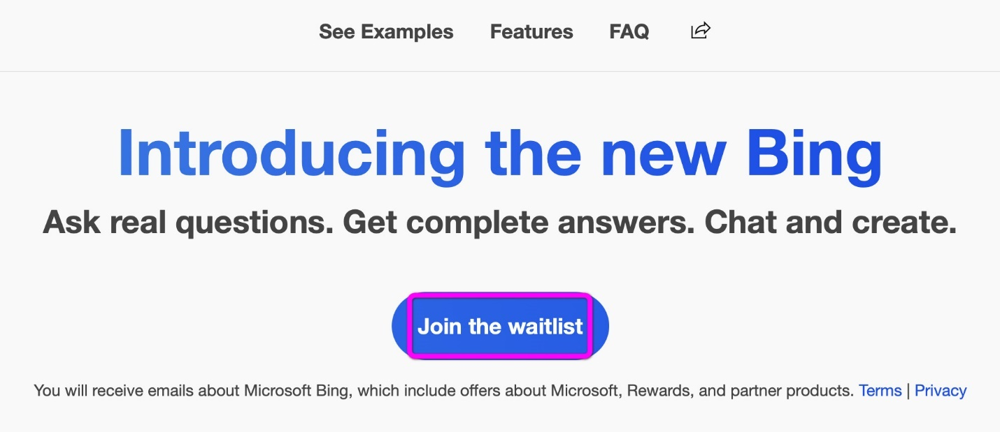 See Examples Features FAQ
Introducing the new Bing
Ask real questions. Get complete answers. Chat and create.
Join the waitlist
You will receive emails about Microsoft Bing, which include offers about Microsoft, Rewards, and partner products. Terms | Privacy